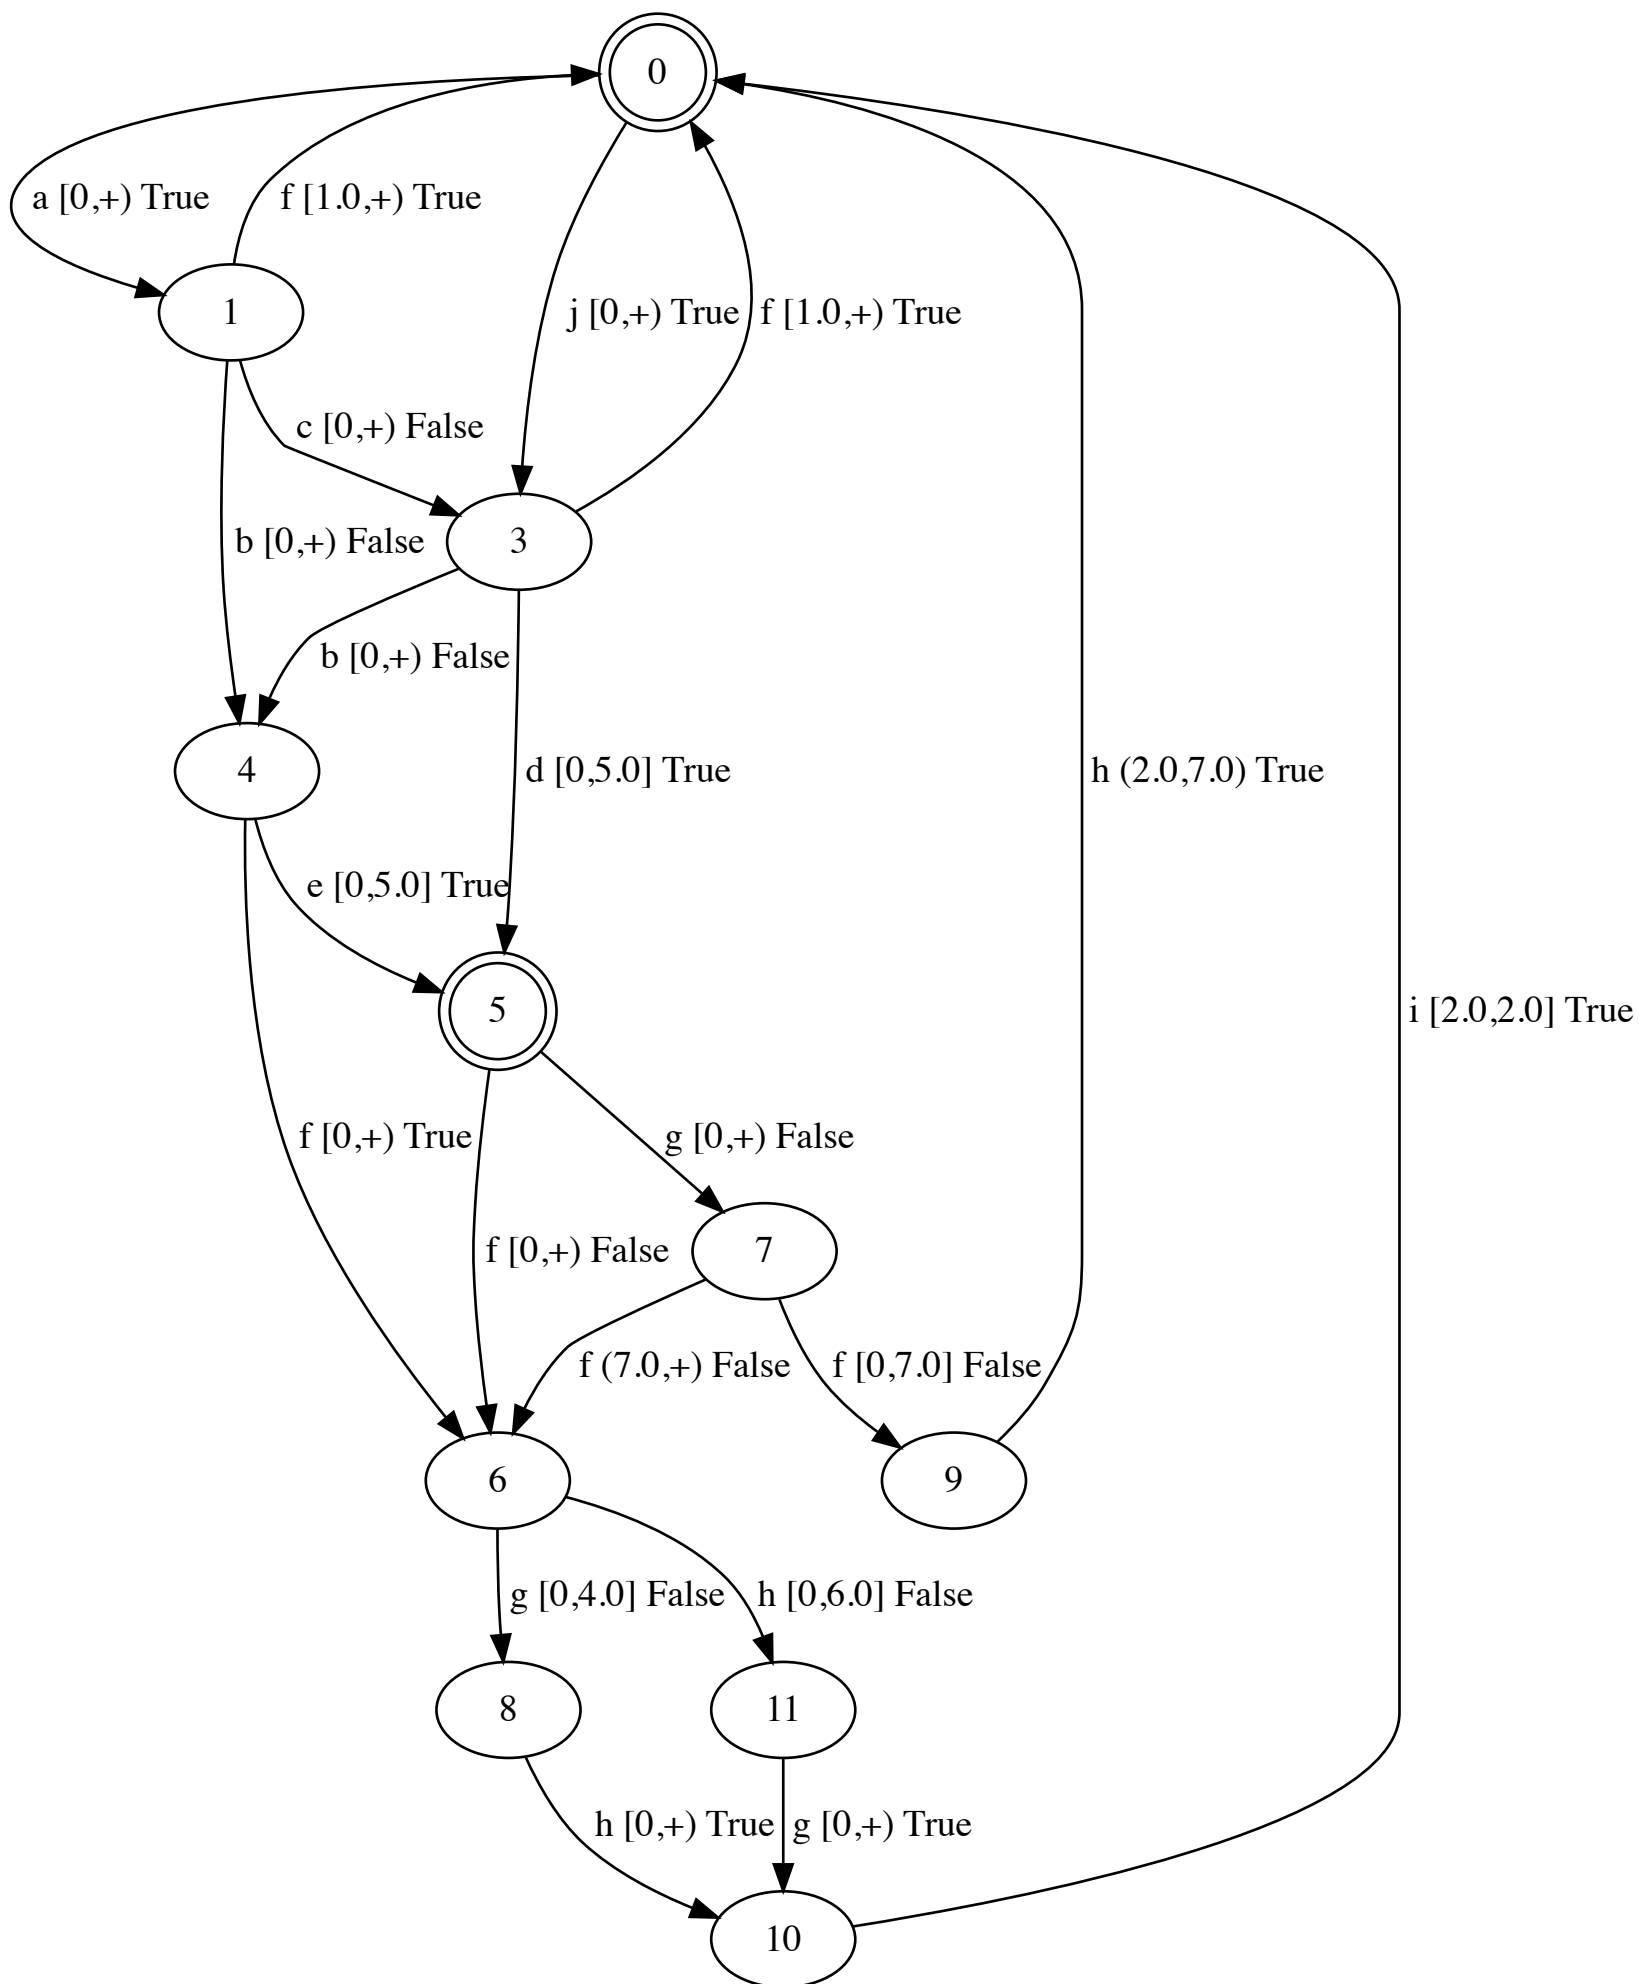 0
a [0,+) True
f [1.0,+) True
1
j [0,+) True
f [1.0,+) True
c [0,+) False
b [0,+) False
3
b [0,+) False
4
d [0,5.0] True
h (2.0,7.0) True
e [0,5.0] True
5
i [2.0,2.0] True
f [0,+) True
g [0,+) False
f [0,+) False
7
f (7.0,+) False
f [0,7.0] False
6
9
g [0,4.0] False
h [0,6.0] False
8
11
h [0,+) True
g [0,+) True
10